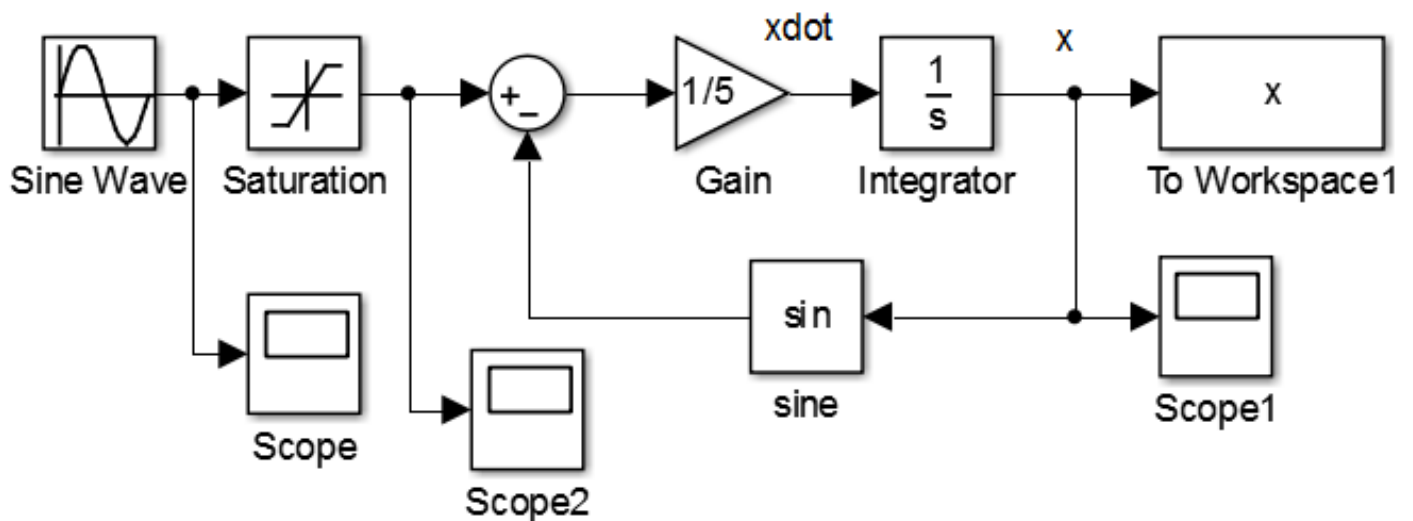 xdot
x
+
−
1/5
1
s
x
Sine Wave
Saturation
Gain
Integrator
To Workspace1
sin
sine
Scope
Scope2
Scope1